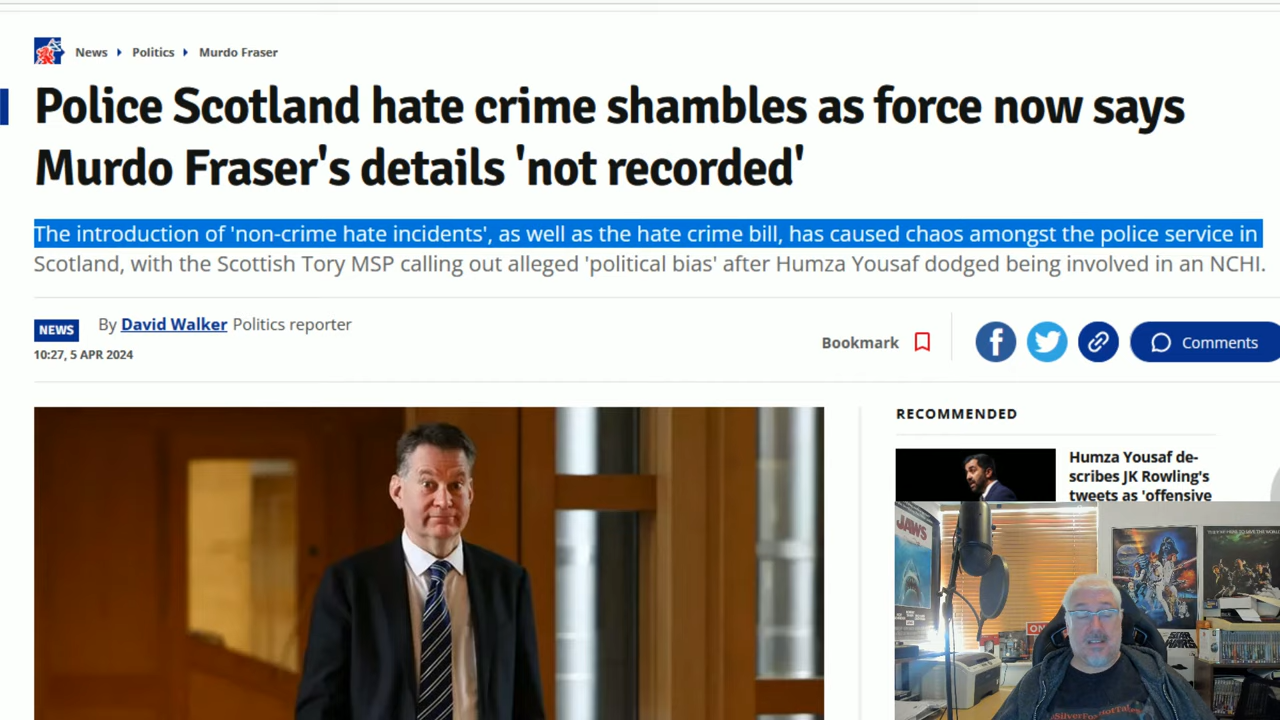 News
Politics
Murdo Fraser
Police Scotland hate crime shambles as force now says
Murdo Fraser's details 'not recorded'
The introduction of 'non-crime hate incidents', as well as the hate crime bill, has caused chaos amongst the police service in
Scotland, with the Scottish Tory MSP calling out alleged 'political bias' after Humza Yousaf dodged being involved in an NCHI.
NEWS
By David Walker Politics reporter
10:27, 5 APR 2024
Bookmark
Comments
RECOMMENDED
Humza Yousaf de-
scribes JK Rowling's
tweets as 'offensive
JAWS
STAR
WARS